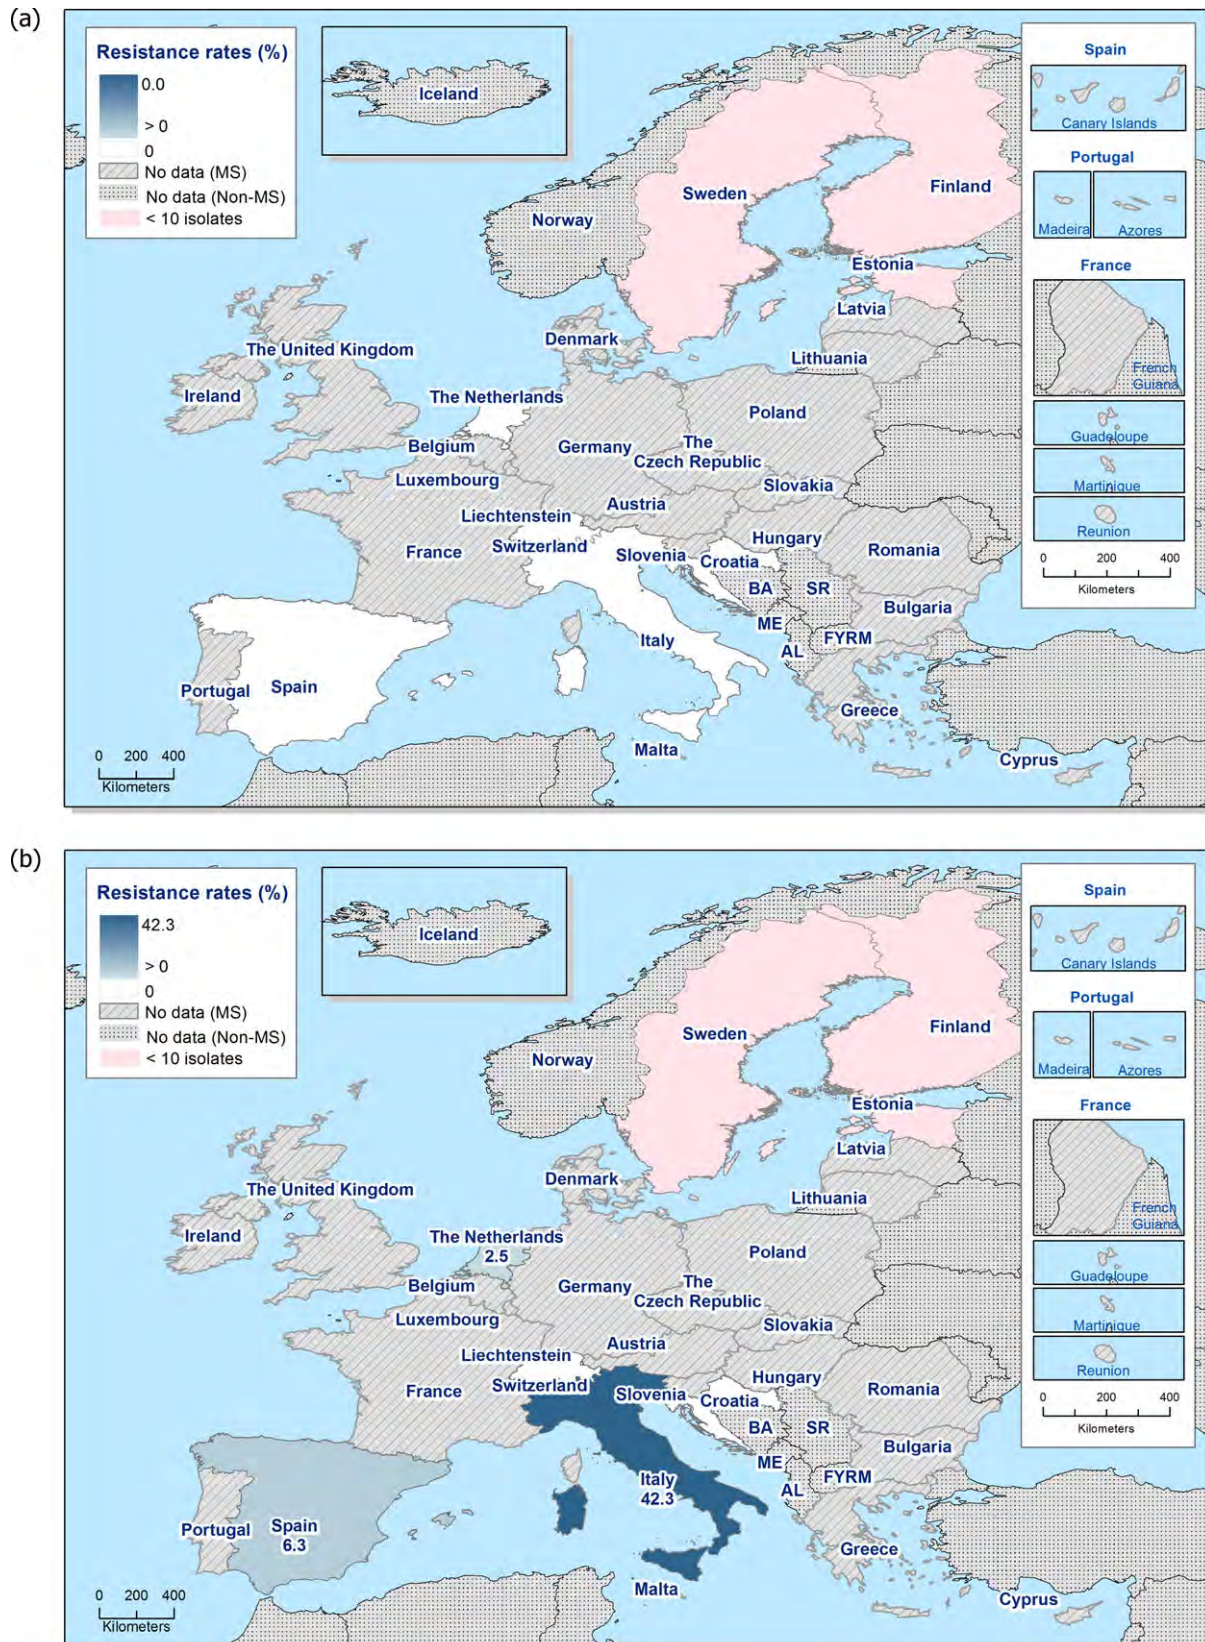 (a)
Resistance rates (%)
0.0
> 0
0
No data (MS)
No data (Non-MS)
< 10 isolates
Iceland
Spain
Canary Islands
Portugal
Madeira
Azores
France
French
Guiana
Guadeloupe
Martinique
Reunion
0 200 400
Kilometers
Finland
Sweden
Norway
Estonia
Latvia
Denmark
Lithuania
The United Kingdom
Ireland
The Netherlands
Poland
Belgium
Germany
The
Czech Republic
Luxembourg
Slovakia
Austria
Liechtenstein
Hungary
Switzerland
Slovenia
Romania
France
Croatia
BA
SR
Bulgaria
ME
FYRM
Italy
AL
Portugal
Spain
Greece
Malta
Cyprus
0 200 400
Kilometers
(b)
Resistance rates (%)
42.3
> 0
0
No data (MS)
No data (Non-MS)
< 10 isolates
Iceland
Spain
Canary Islands
Portugal
Madeira
Azores
France
French
Guiana
Guadeloupe
Martinique
Reunion
0 200 400
Kilometers
Finland
Sweden
Norway
Estonia
Latvia
Denmark
Lithuania
The United Kingdom
Ireland
The Netherlands
2.5
Poland
Belgium
Germany
The
Czech Republic
Luxembourg
Slovakia
Austria
Liechtenstein
Hungary
Switzerland
Slovenia
Romania
France
Croatia
BA
SR
Bulgaria
ME
FYRM
Italy
42.3
AL
Portugal
Spain
6.3
Greece
Malta
Cyprus
0 200 400
Kilometers